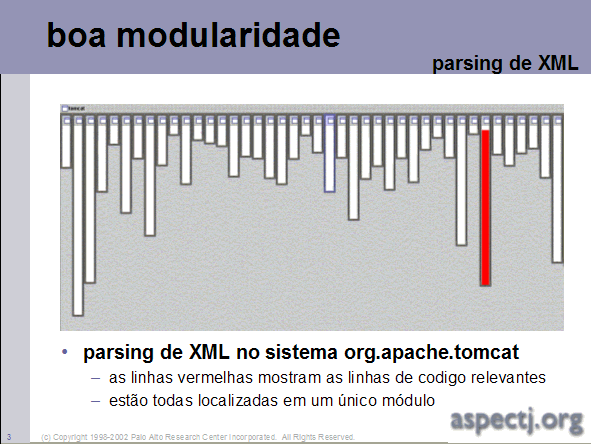 boa modularidade
parsing de XML
tomcat
• parsing de XML no sistema org.apache.tomcat
– as linhas vermelhas mostram as linhas de codigo relevantes
– estão todas localizadas em um único módulo
aspectj.org
3
(c) Copyright 1998-2002 Palo Alto Research Center Incorporated. All Rights Reserved.